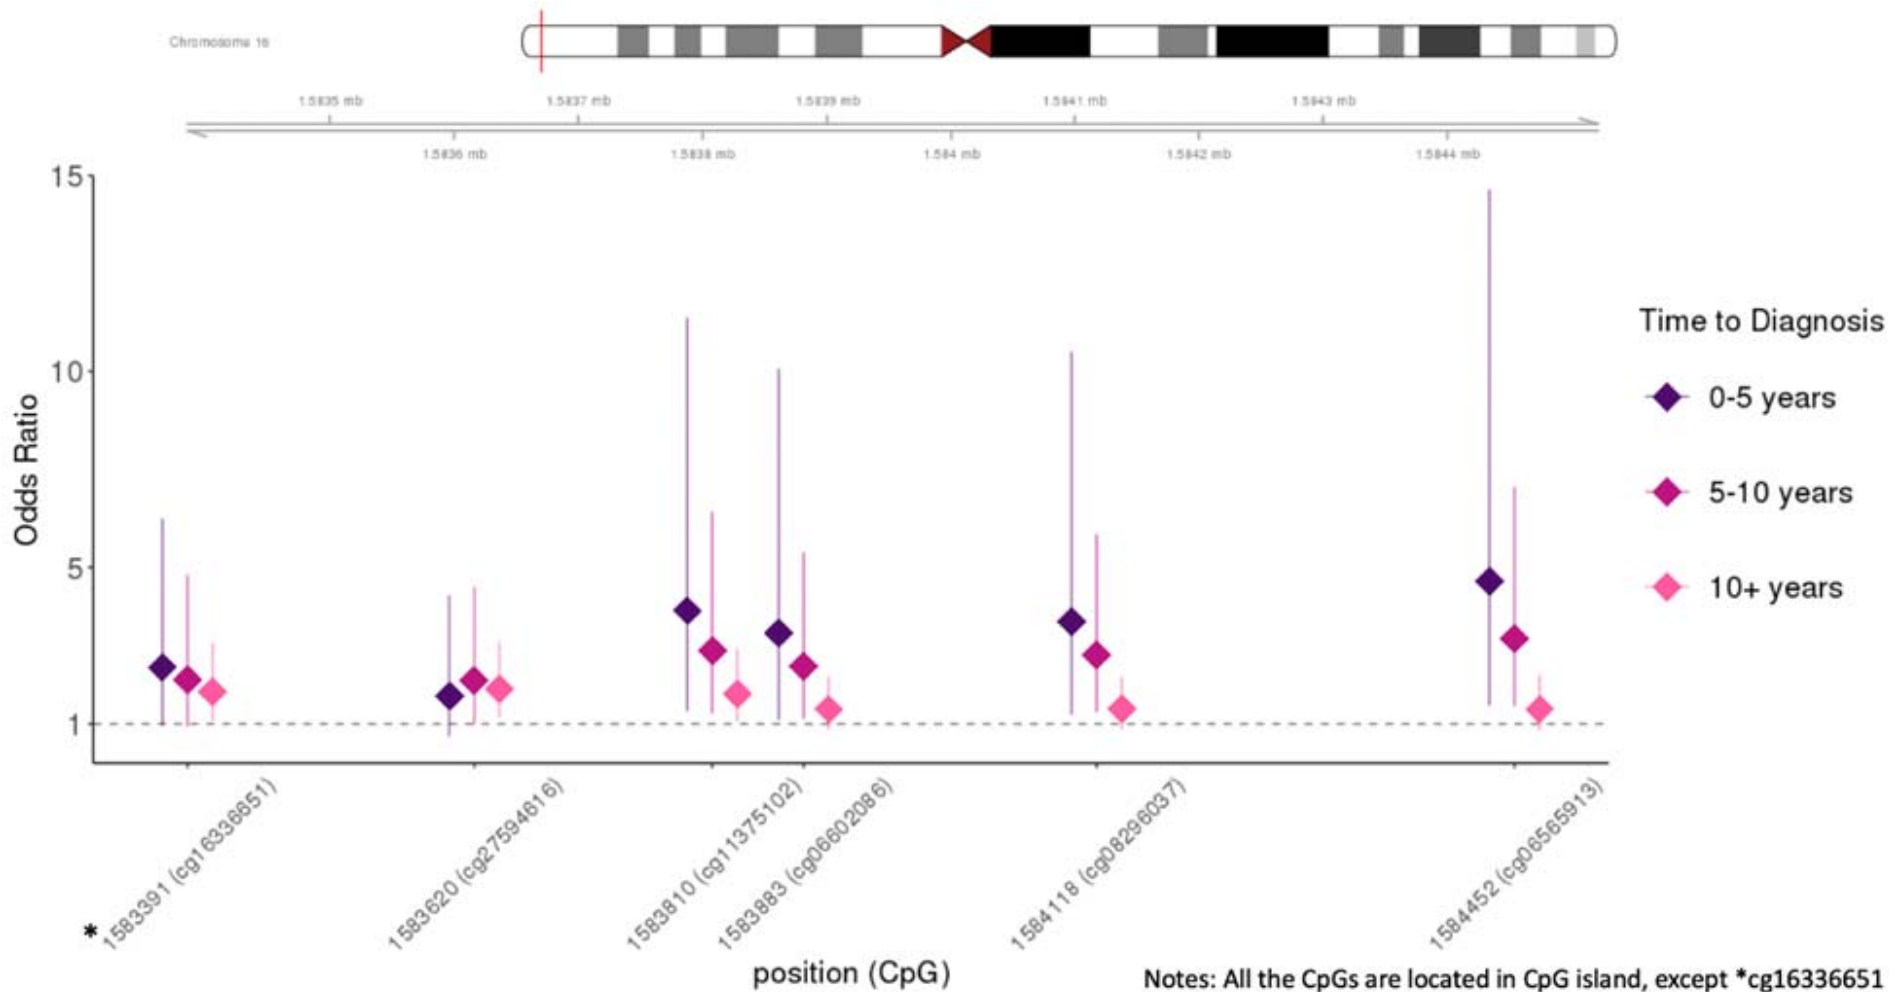 Chromosome 16
1.5835 mb 1.5837 mb 1.5839 mb 1.5841 mb 1.5843 mb
1.5836 mb 1.5838 mb 1.584 mb 1.5842 mb 1.5844 mb
15
10
5
1
Odds Ratio
Time to Diagnosis
0-5 years
5-10 years
10+ years
* 1583391 (cg16336651)
1583620 (cg27594616)
1583810 (cg11375102)
1583883 (cg06602086)
1584118 (cg08296037)
1584452 (cg06565913)
position (CpG)
Notes: All the CpGs are located in CpG island, except *cg16336651